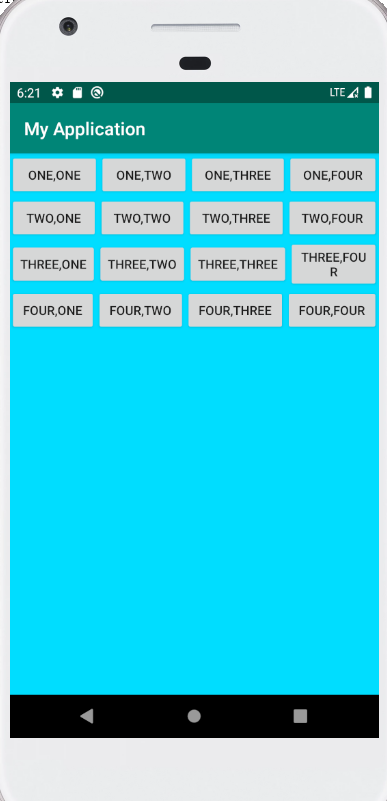 6:21 LTE
My Application
ONE,ONE ONE,TWO ONE,THREE ONE,FOUR
TWO,ONE TWO,TWO TWO,THREE TWO,FOUR
THREE,ONE THREE,TWO THREE,THREE THREE,FOU
R
FOUR,ONE FOUR,TWO FOUR,THREE FOUR,FOUR